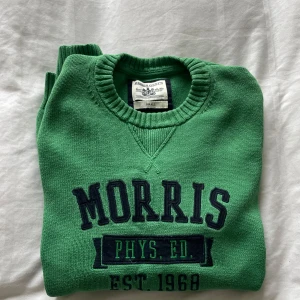 MORRIS
PHYS. ED.
EST. 1968